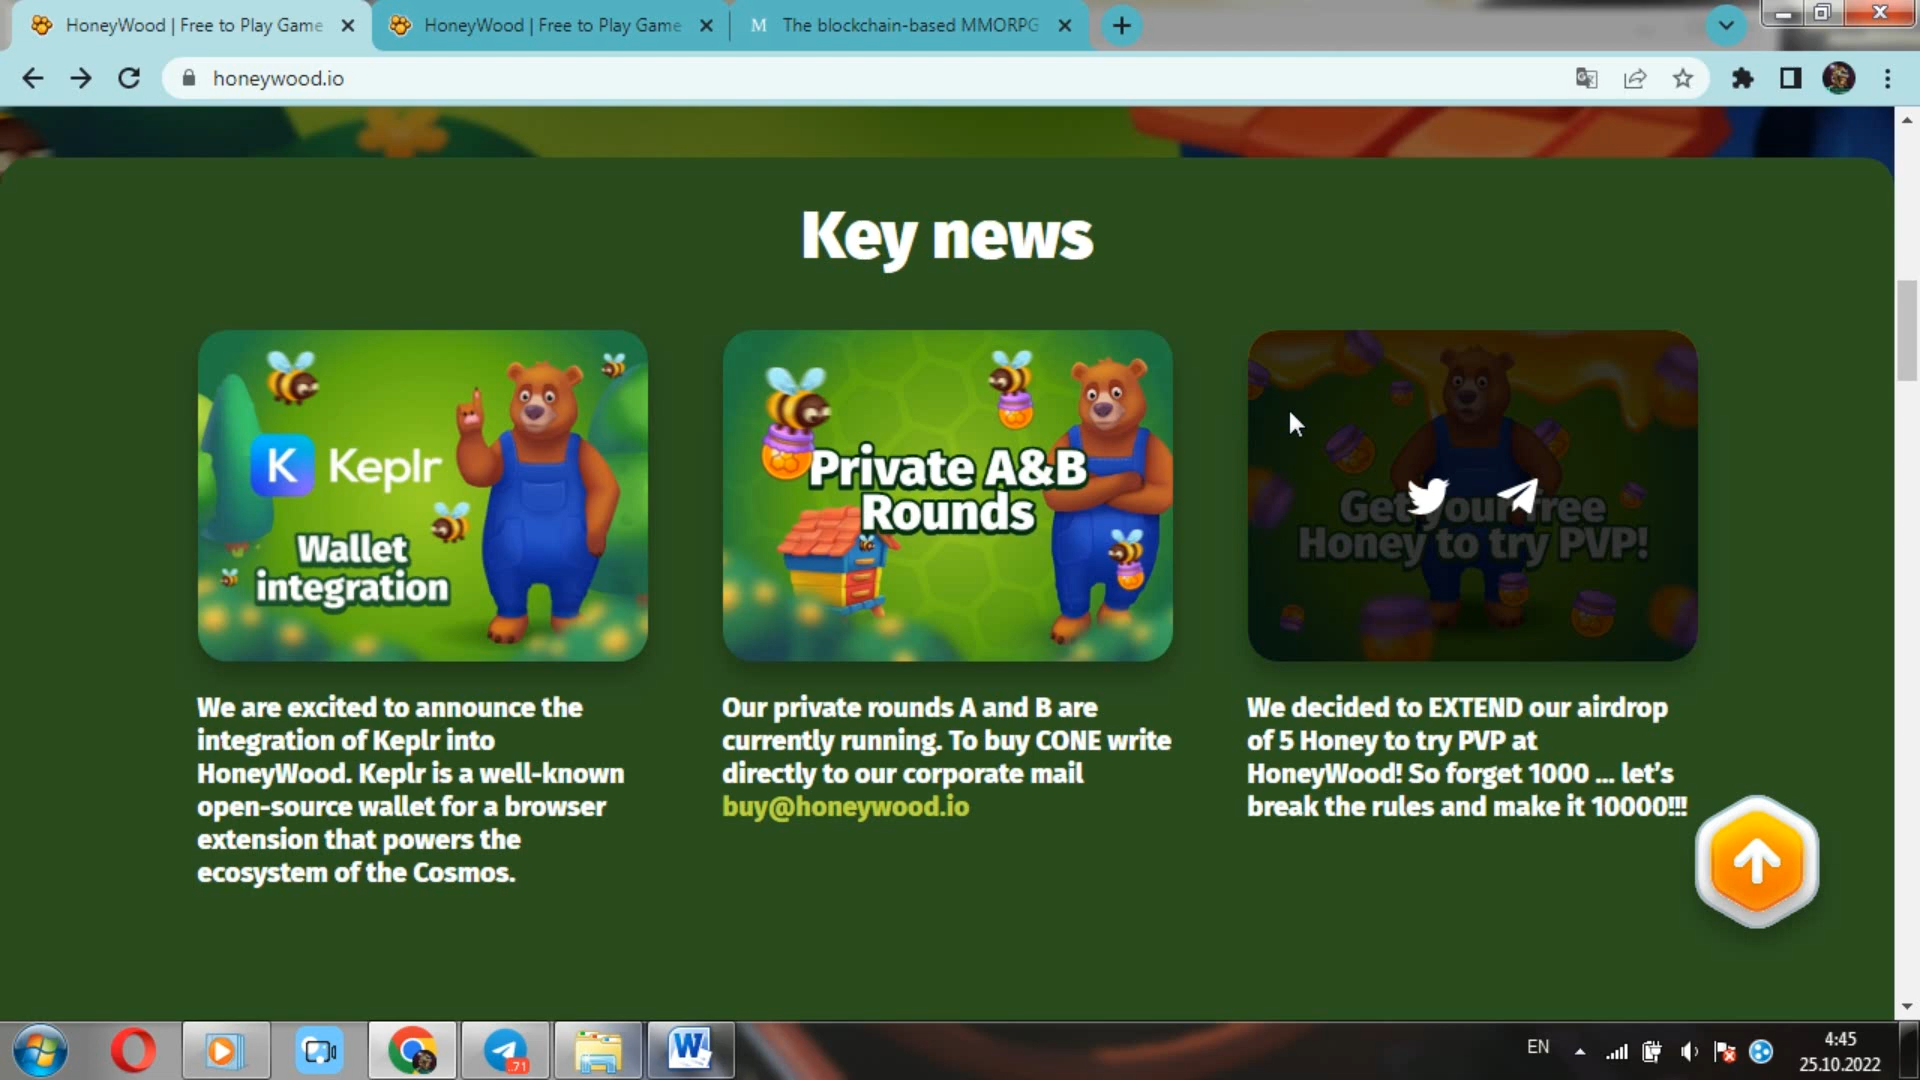 HoneyWood | Free to Play Game
HoneyWood | Free to Play Game
M
The blockchain-based MMORPG
honeywood.io
Key news
K Keplr
Wallet
integration
Private A&B
Rounds
Get your free
Honey to try PVP!
We are excited to announce the
integration of Keplr into
HoneyWood. Keplr is a well-known
open-source wallet for a browser
extension that powers the
ecosystem of the Cosmos.
Our private rounds A and B are
currently running. To buy CONE write
directly to our corporate mail
buy@honeywood.io
We decided to EXTEND our airdrop
of 5 Honey to try PVP at
HoneyWood! So forget 1000 ... let's
break the rules and make it 10000!!!
71
W
EN
4:45
25.10.2022